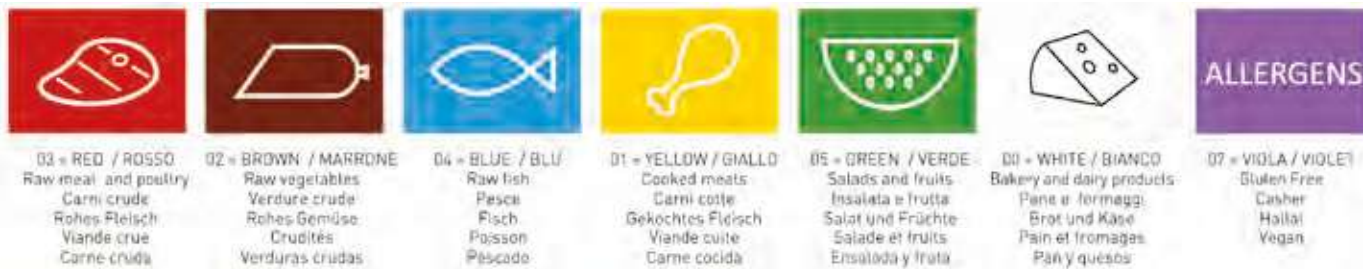 ALLERGENS
03 = RED / ROSSO
Raw meat and poultry
Carni crude
Rohes Fleisch
Viande crue
Carne cruda
02 = BROWN / MARRONE
Raw vegetables
Verdure crude
Rohes Gemüse
Crudités
Verduras crudas
04 = BLUE / BLU
Raw fish
Pesce
Fisch
Poisson
Pescado
01 = YELLOW / GIALLO
Cooked meats
Carni cotte
Gekochtes Fleisch
Viande cuite
Carne cocida
05 = GREEN / VERDE
Salads and fruits
Insalata e frutta
Salat und Früchte
Salade et fruits
Ensalada y fruta
00 = WHITE / BIANCO
Bakery and dairy products
Pane e formaggi
Brot und Käse
Pain et fromages
Pan y quesos
07 = VIOLA / VIOLET
Gluten Free
Casher
Hallal
Vegan